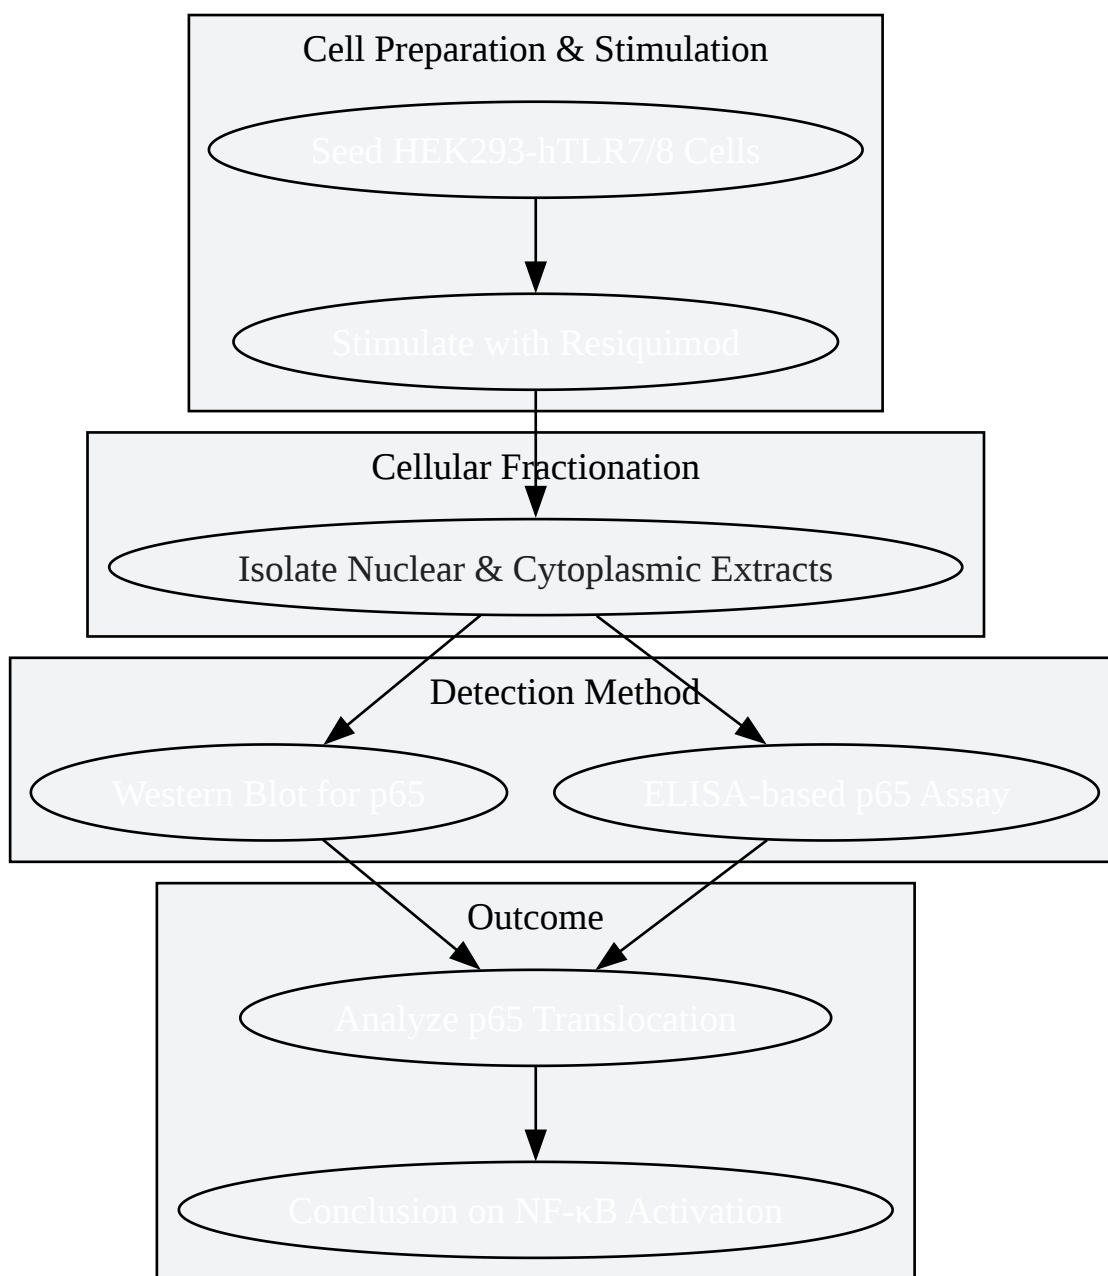 Cell Preparation & Stimulation
Seed HEK293-hTLR7/8 Cells
Stimulate with Resiquimod
Cellular Fractionation
Isolate Nuclear & Cytoplasmic Extracts
Detection Method
Western Blot for p65
ELISA-based p65 Assay
Outcome
Analyze p65 Translocation
Conclusion on NF-κB Activation